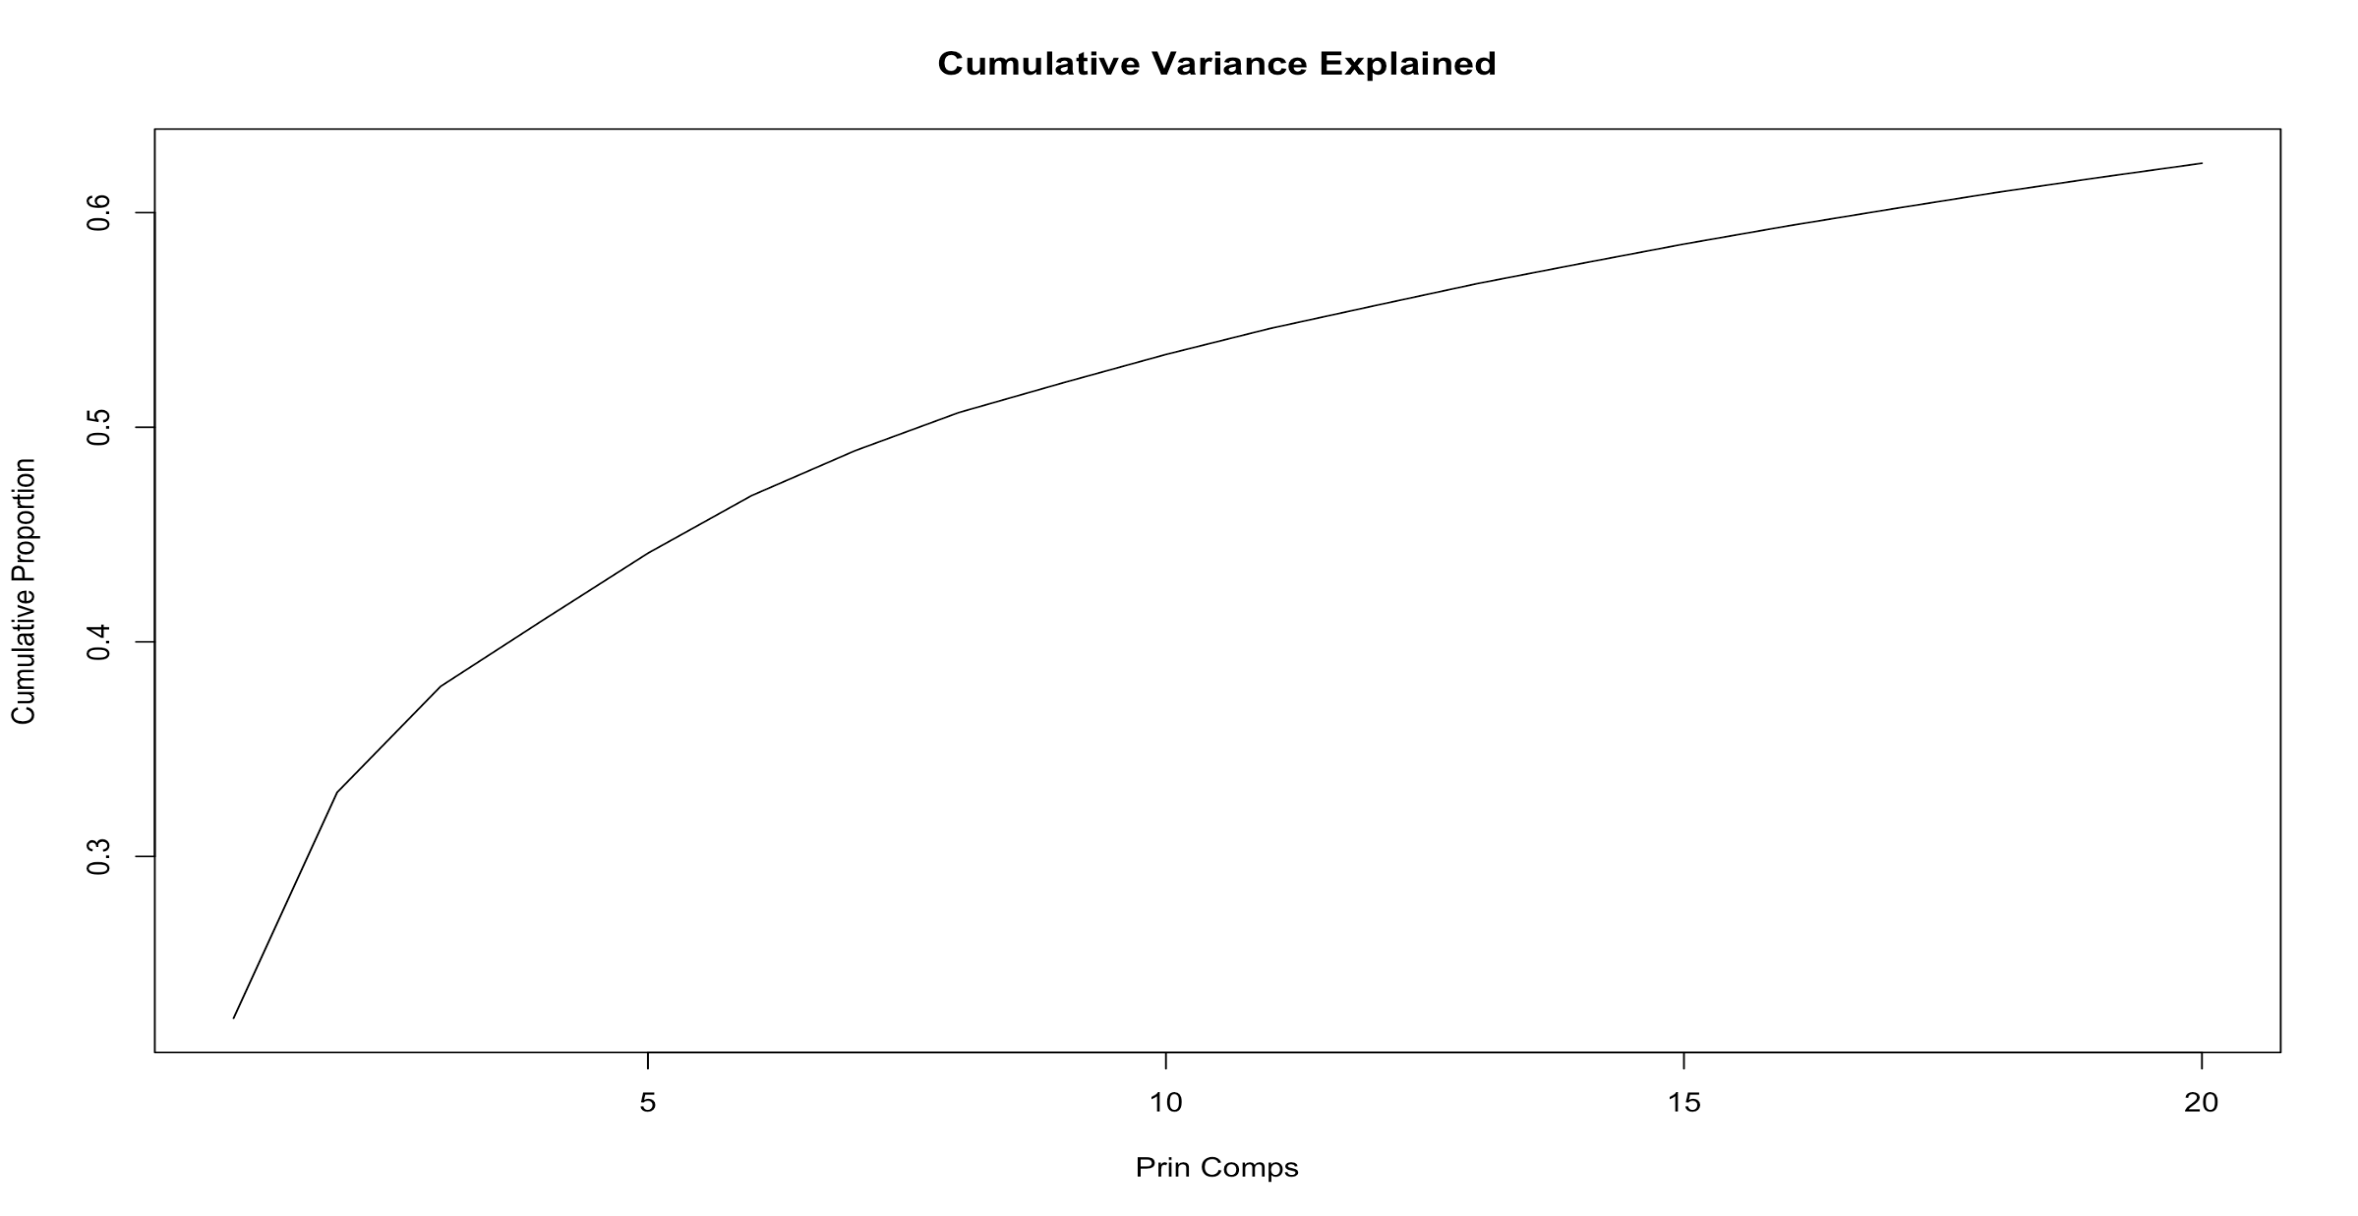 Cumulative Variance Explained
Cumulative Proportion
0.6
0.5
0.4
0.3
5 10 15 20
Prin Comps